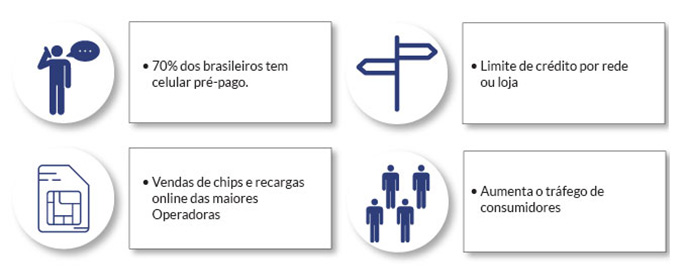 • 70% dos brasileiros tem
celular pré-pago.
• Limite de crédito por rede
ou loja
• Vendas de chips e recargas
online das maiores
Operadoras
• Aumenta o tráfego de
consumidores